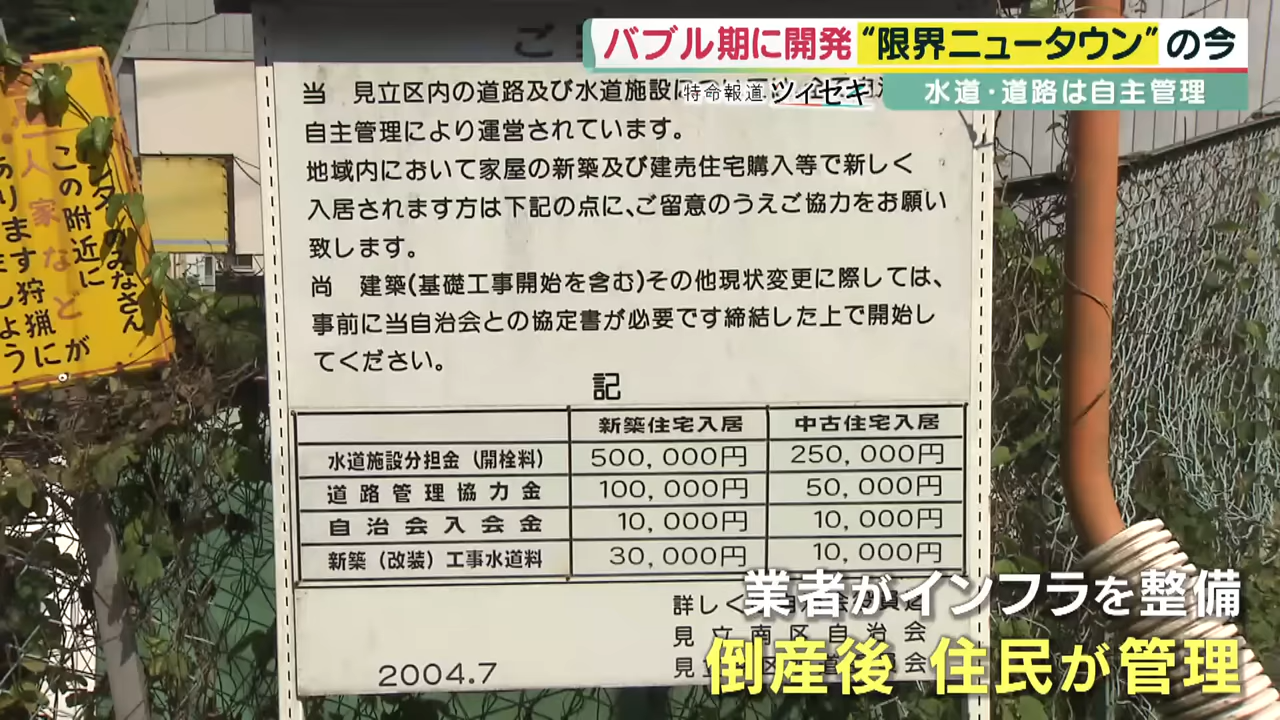 バブル期に開発“限界ニュータウン”の今
特命報道 ツイセキ
水道・道路は自主管理
ご
当 見立区内の道路及び水道施設
自主管理により運営されています。
地域内において家屋の新築及び建売住宅購入等で新しく
入居されます方は下記の点に、ご留意のうえご協力をお願い
致します。
尚 建築(基礎工事開始を含む)その他現状変更に際しては、
事前に当自治会との協定書が必要です締結した上で開始し
てください。
記
新築住宅入居 中古住宅入居
水道施設分担金（開栓料） 500,000円 250,000円
道路管理協力金 100,000円 50,000円
自治会入会金 10,000円 10,000円
新築（改装）工事水道料 30,000円 10,000円
詳しく
見立南区自治会
見立 会
2004.7
のみなさん
この附近に
人家などが
あります狩猟
ように
業者がインフラを整備
倒産後 住民が管理